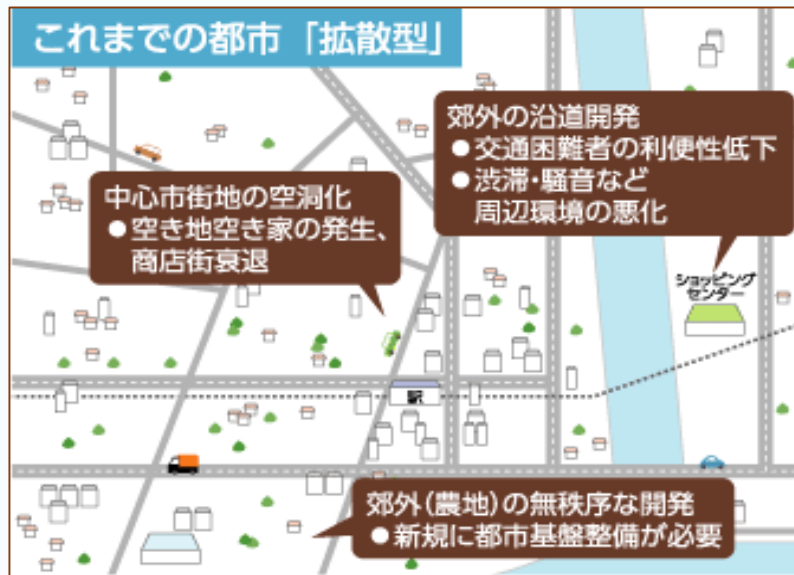 これまでの都市「拡散型」
郊外の沿道開発
●交通困難者の利便性低下
●渋滞・騒音など
周辺環境の悪化
中心市街地の空洞化
●空き地空き家の発生、
商店街衰退
ショッピング
センター
駅
郊外(農地)の無秩序な開発
●新規に都市基盤整備が必要